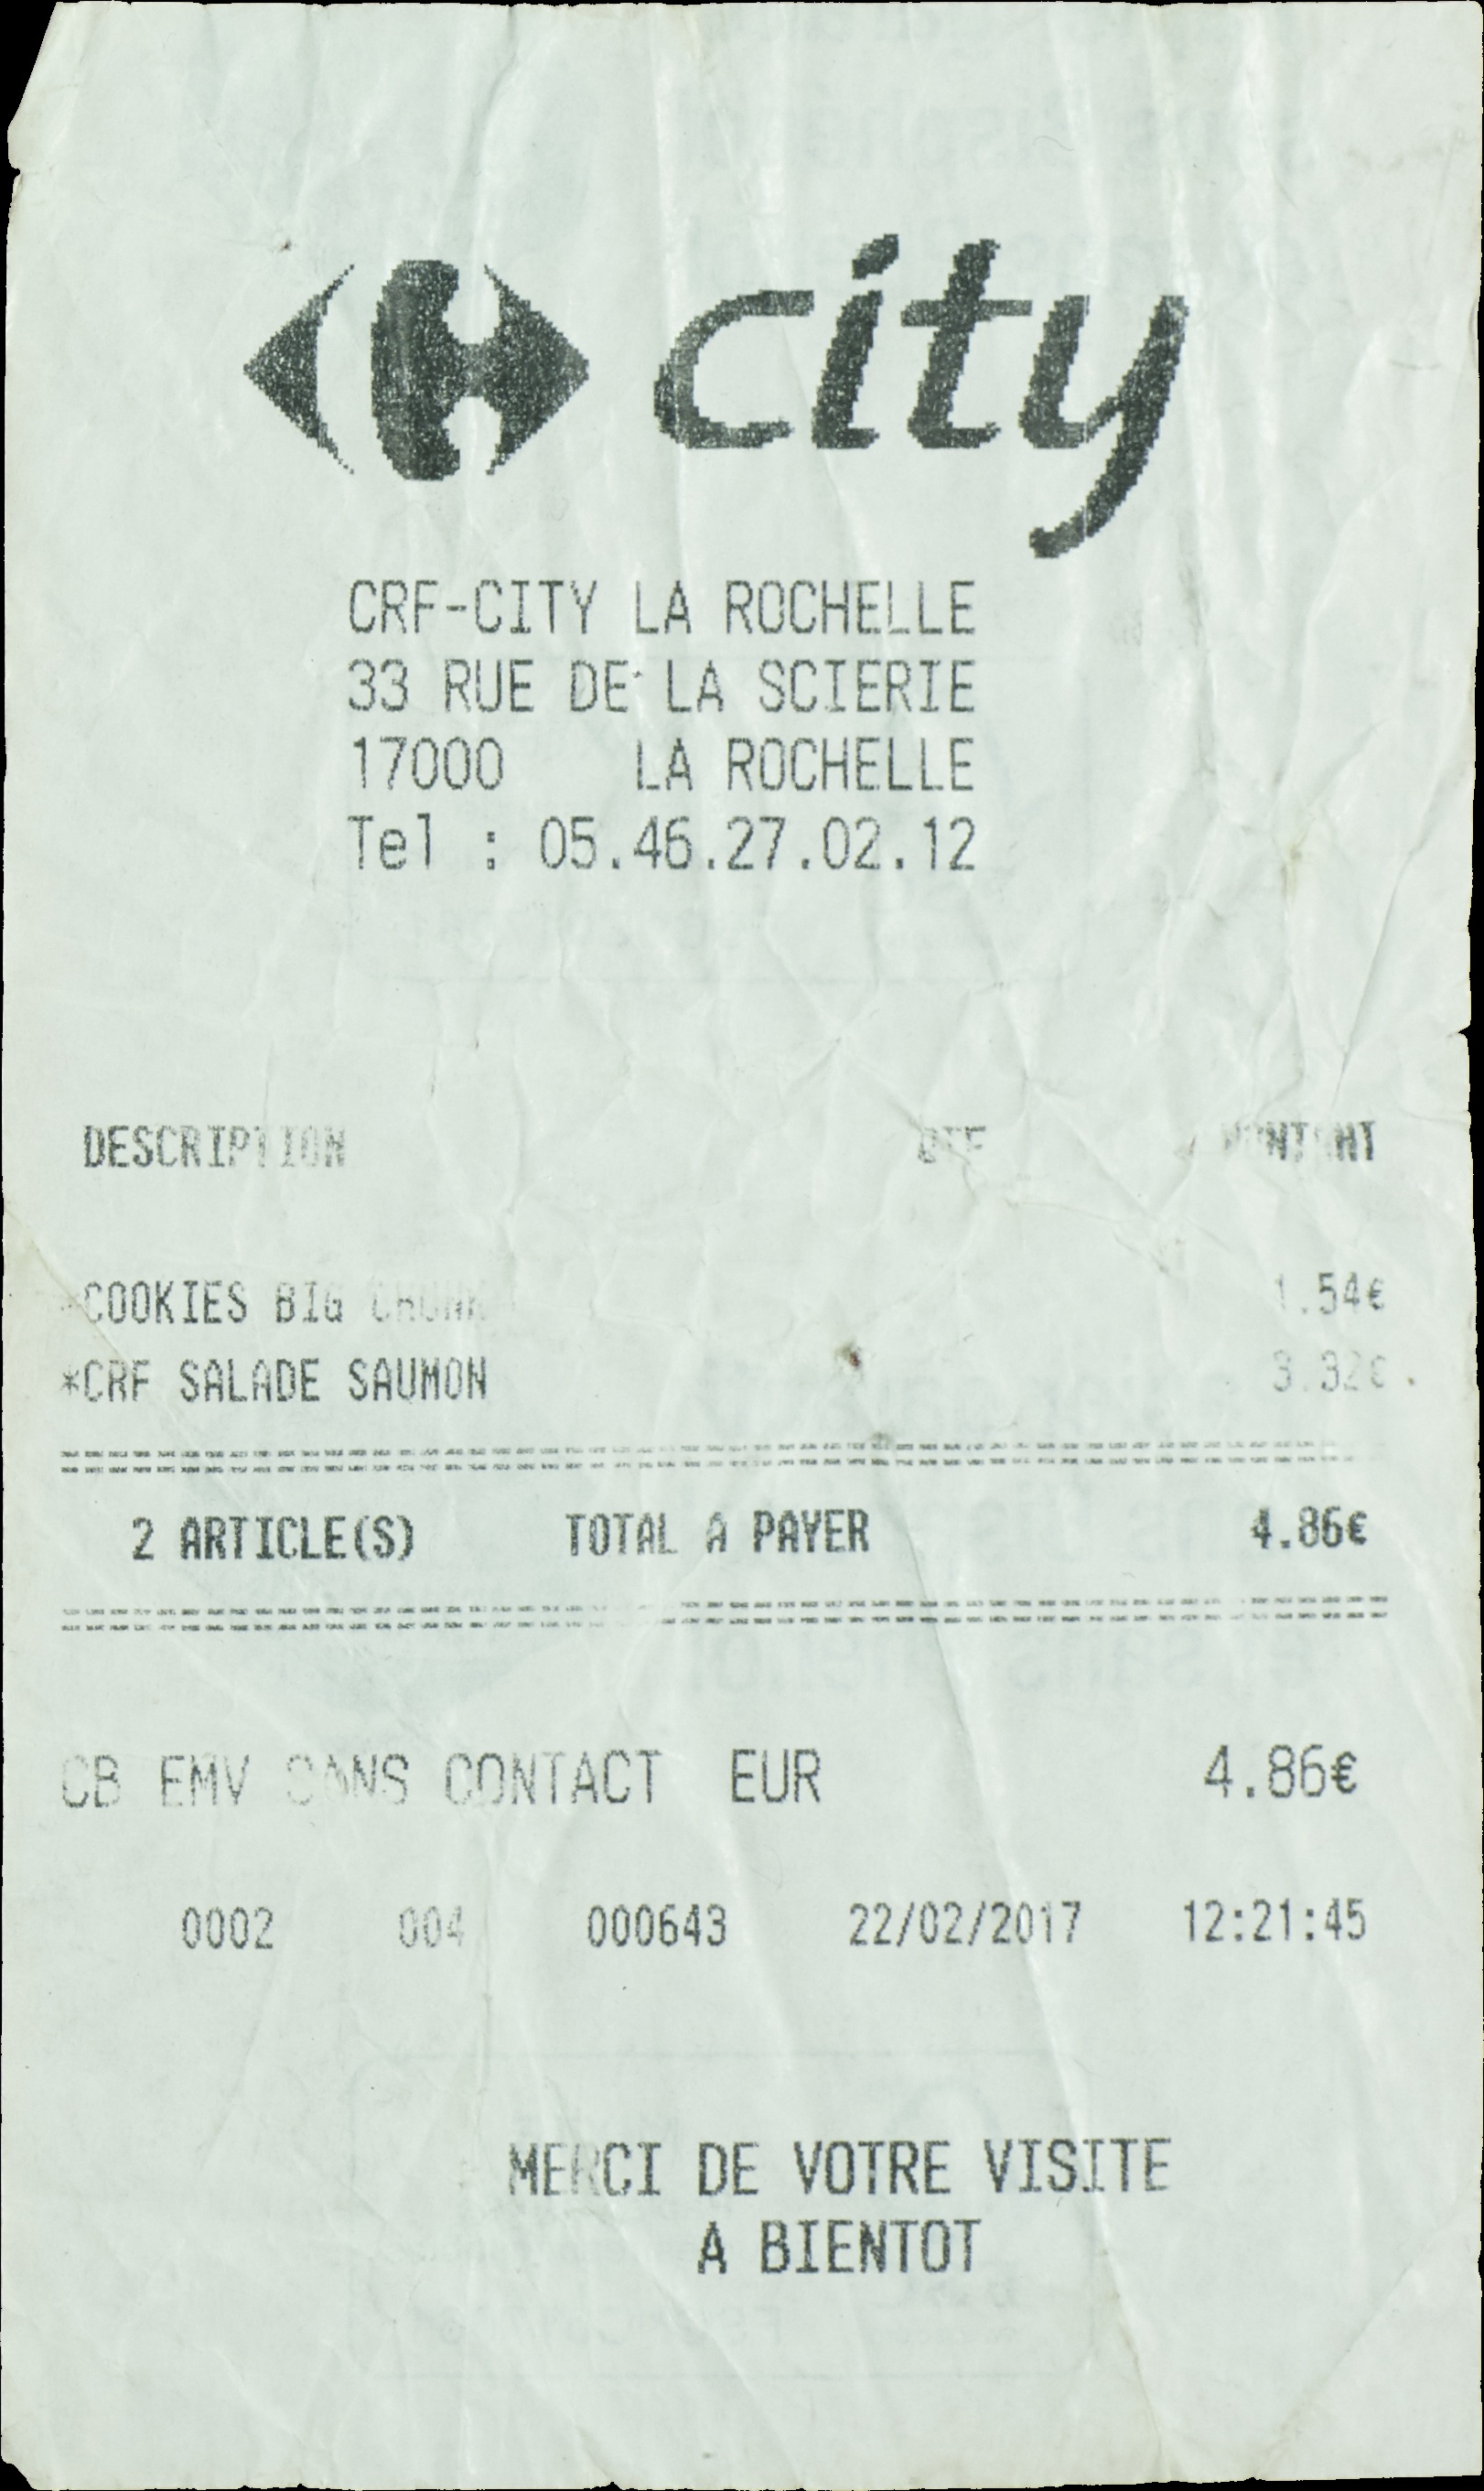 city
CRF-CITY LA ROCHELLE
33 RUE DE LA SCIERIE
17000 LA ROCHELLE
Tel : 05.46.27.02.12
DESCRIPTION QTE MONTANT
*COOKIES BIG CHUNK 1.54€
*CRF SALADE SAUMON 3.32€
2 ARTICLE(S) TOTAL A PAYER 4.86€
CB EMV SANS CONTACT EUR 4.86€
0002 004 000643 22/02/2017 12:21:45
MERCI DE VOTRE VISITE
A BIENTOT